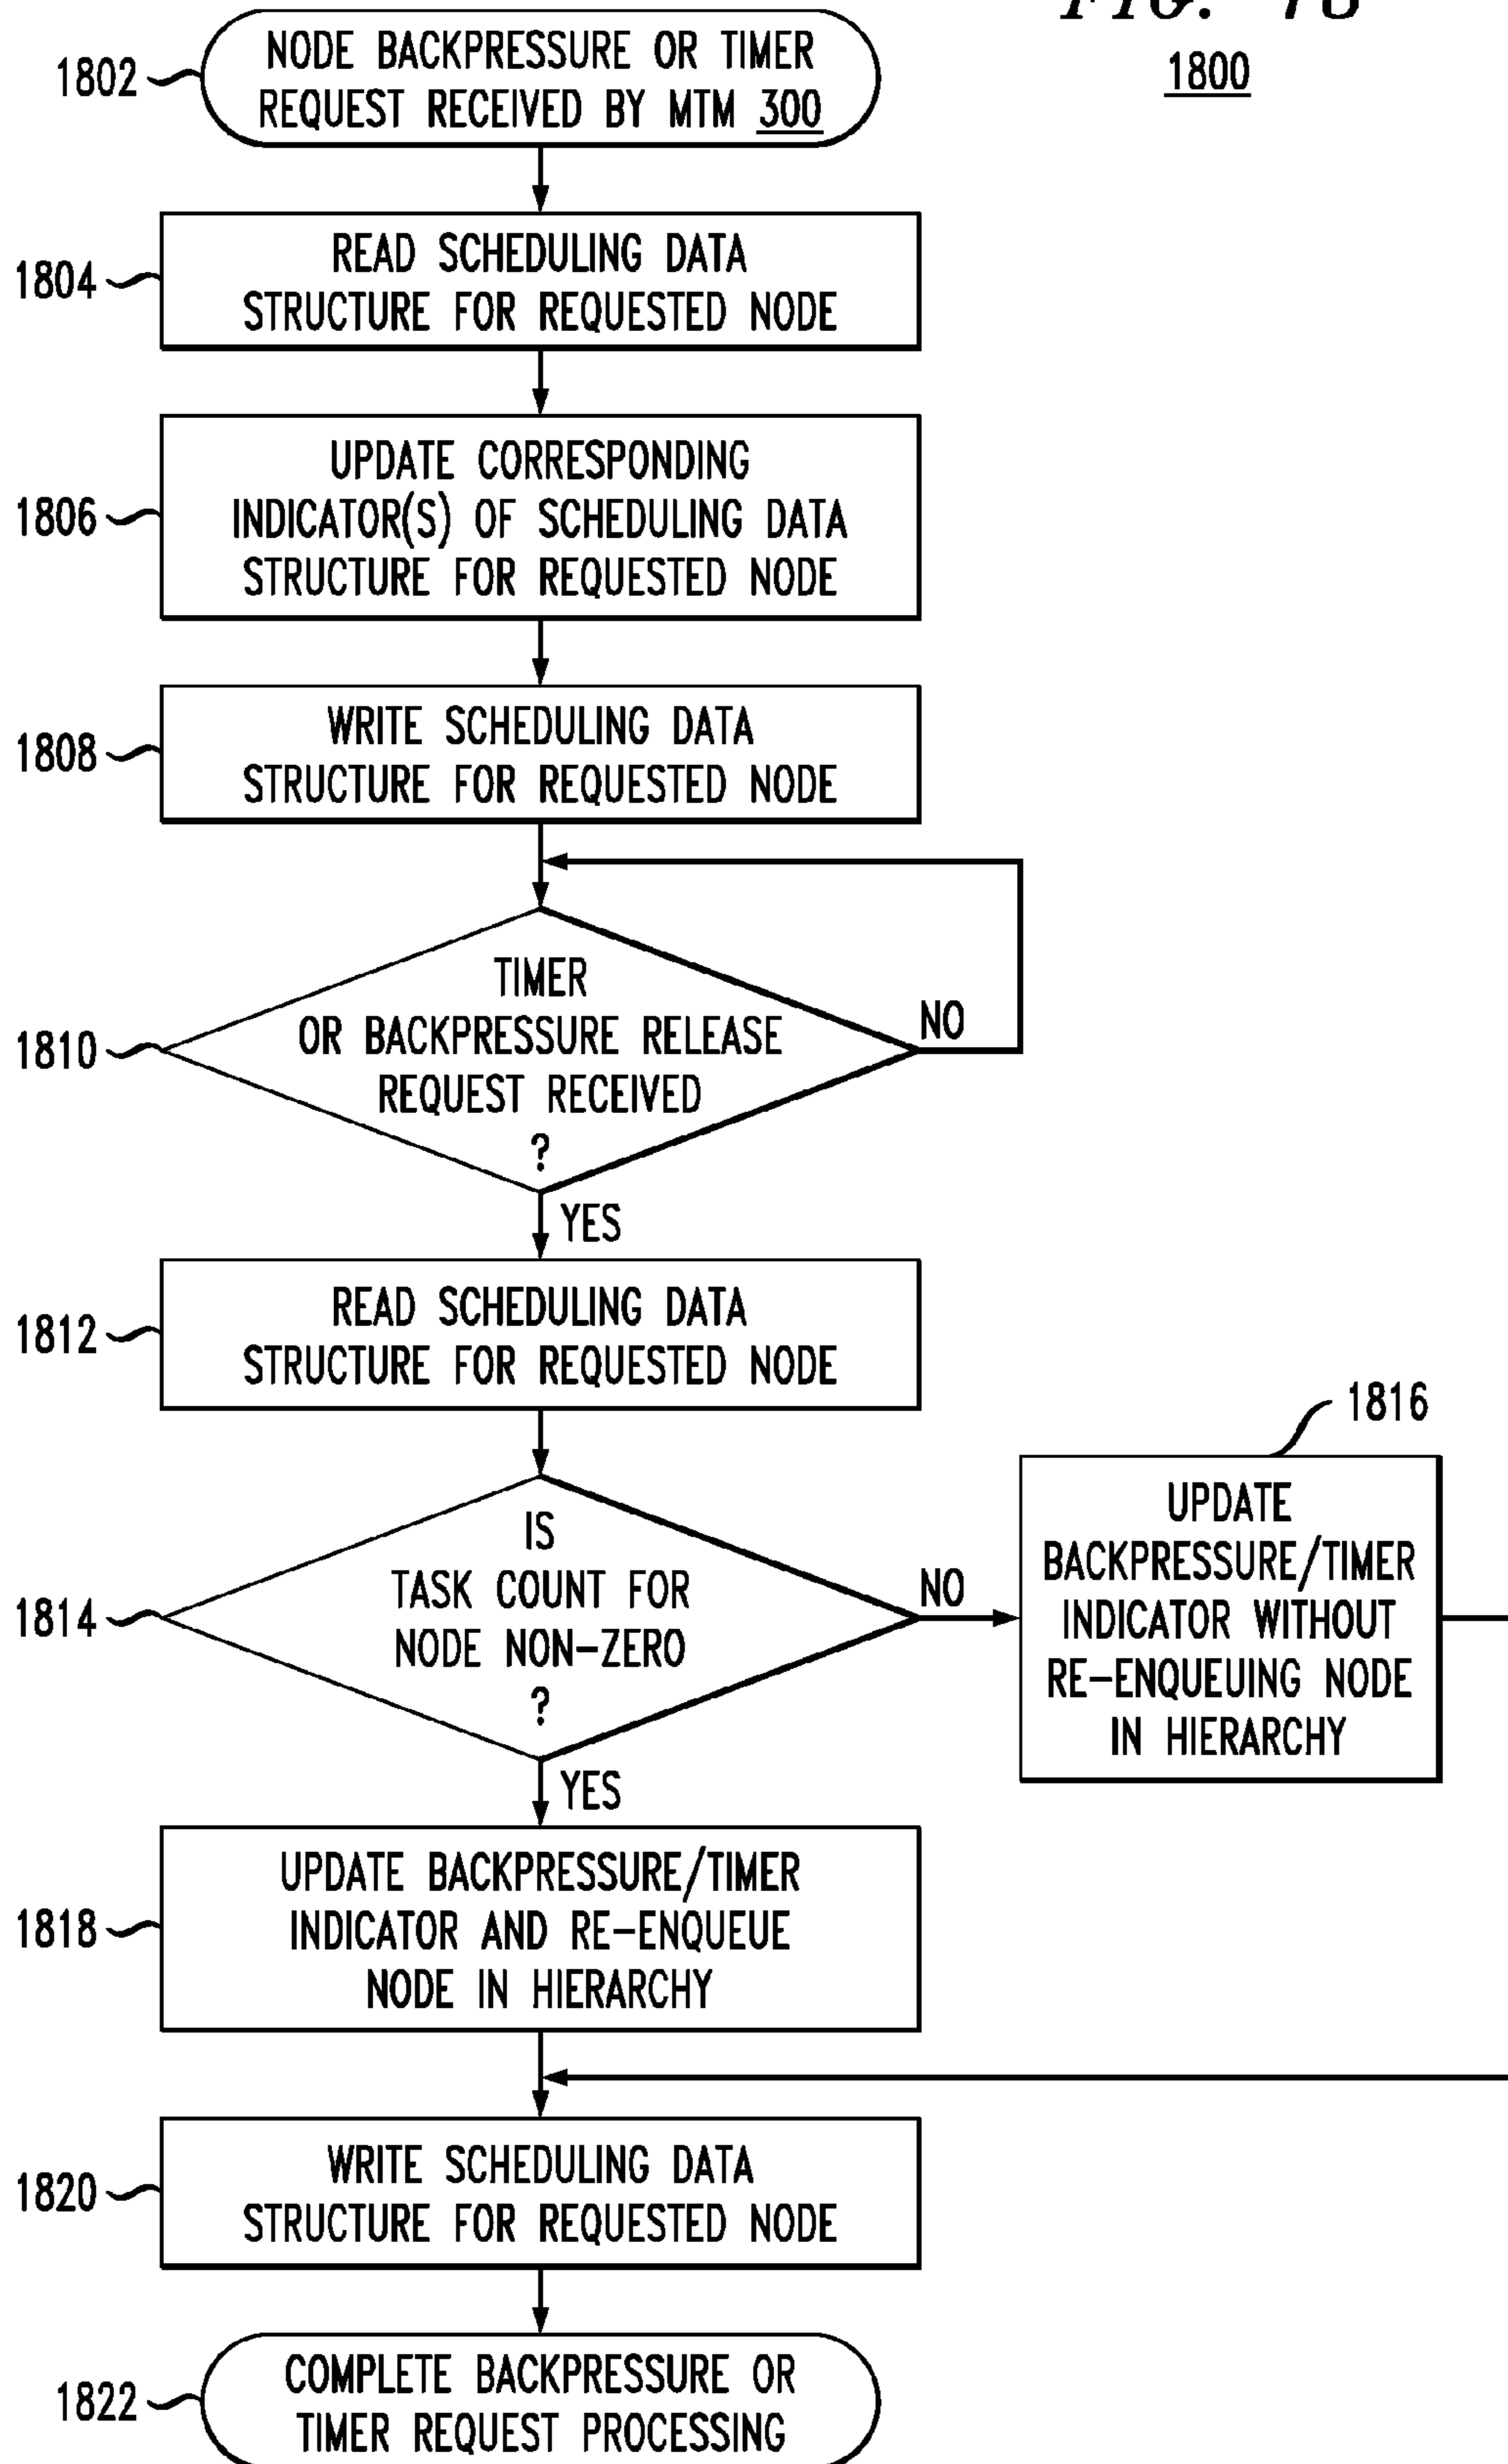 FIG. 18
1800
1802
NODE BACKPRESSURE OR TIMER
REQUEST RECEIVED BY MTM 300
1804
READ SCHEDULING DATA
STRUCTURE FOR REQUESTED NODE
1806
UPDATE CORRESPONDING
INDICATOR(S) OF SCHEDULING DATA
STRUCTURE FOR REQUESTED NODE
1808
WRITE SCHEDULING DATA
STRUCTURE FOR REQUESTED NODE
1810
TIMER
OR BACKPRESSURE RELEASE
REQUEST RECEIVED
?
NO
YES
1812
READ SCHEDULING DATA
STRUCTURE FOR REQUESTED NODE
1814
IS
TASK COUNT FOR
NODE NON-ZERO
?
NO
1816
UPDATE
BACKPRESSURE/TIMER
INDICATOR WITHOUT
RE-ENQUEUING NODE
IN HIERARCHY
YES
1818
UPDATE BACKPRESSURE/TIMER
INDICATOR AND RE-ENQUEUE
NODE IN HIERARCHY
1820
WRITE SCHEDULING DATA
STRUCTURE FOR REQUESTED NODE
1822
COMPLETE BACKPRESSURE OR
TIMER REQUEST PROCESSING